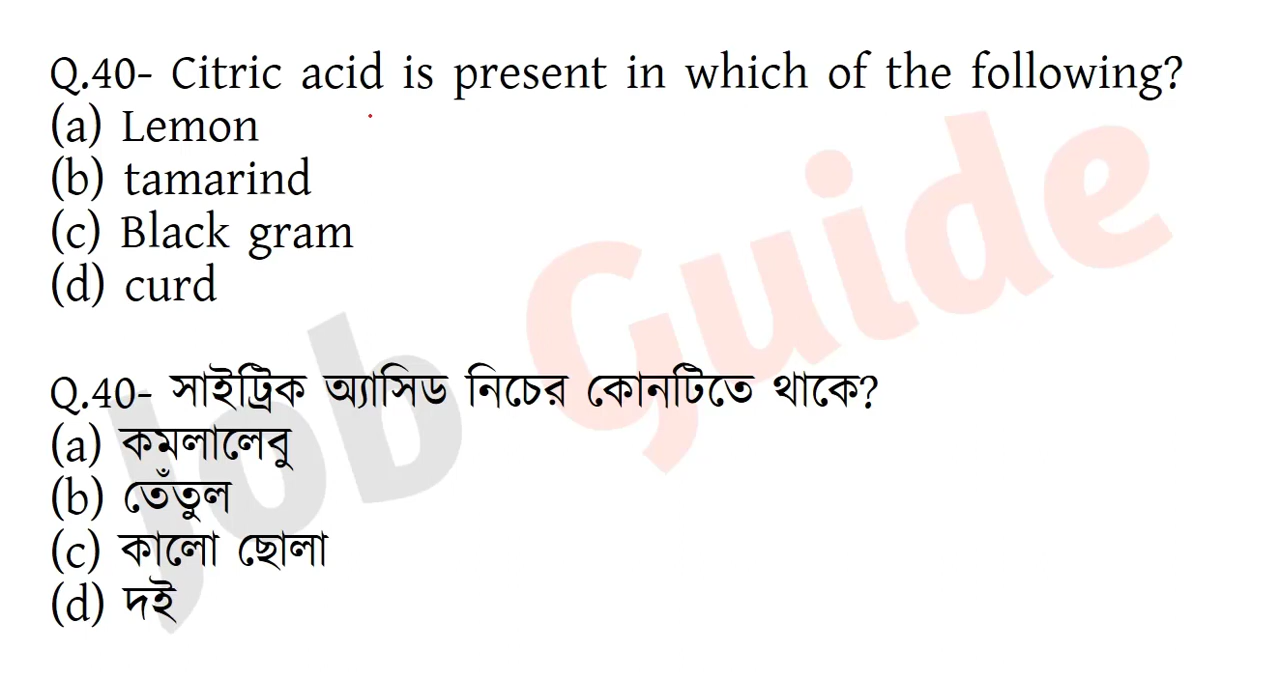 Q.40- Citric acid is present in which of the following?
(a) Lemon
(b) tamarind
(c) Black gram
(d) curd
Q.40- সাইট্রিক অ্যাসিড নিচের কোনটিতে থাকে?
(a) কমলালেবু
(b) তেঁতুল
(c) কালো ছোলা
(d) দই
Job Guide